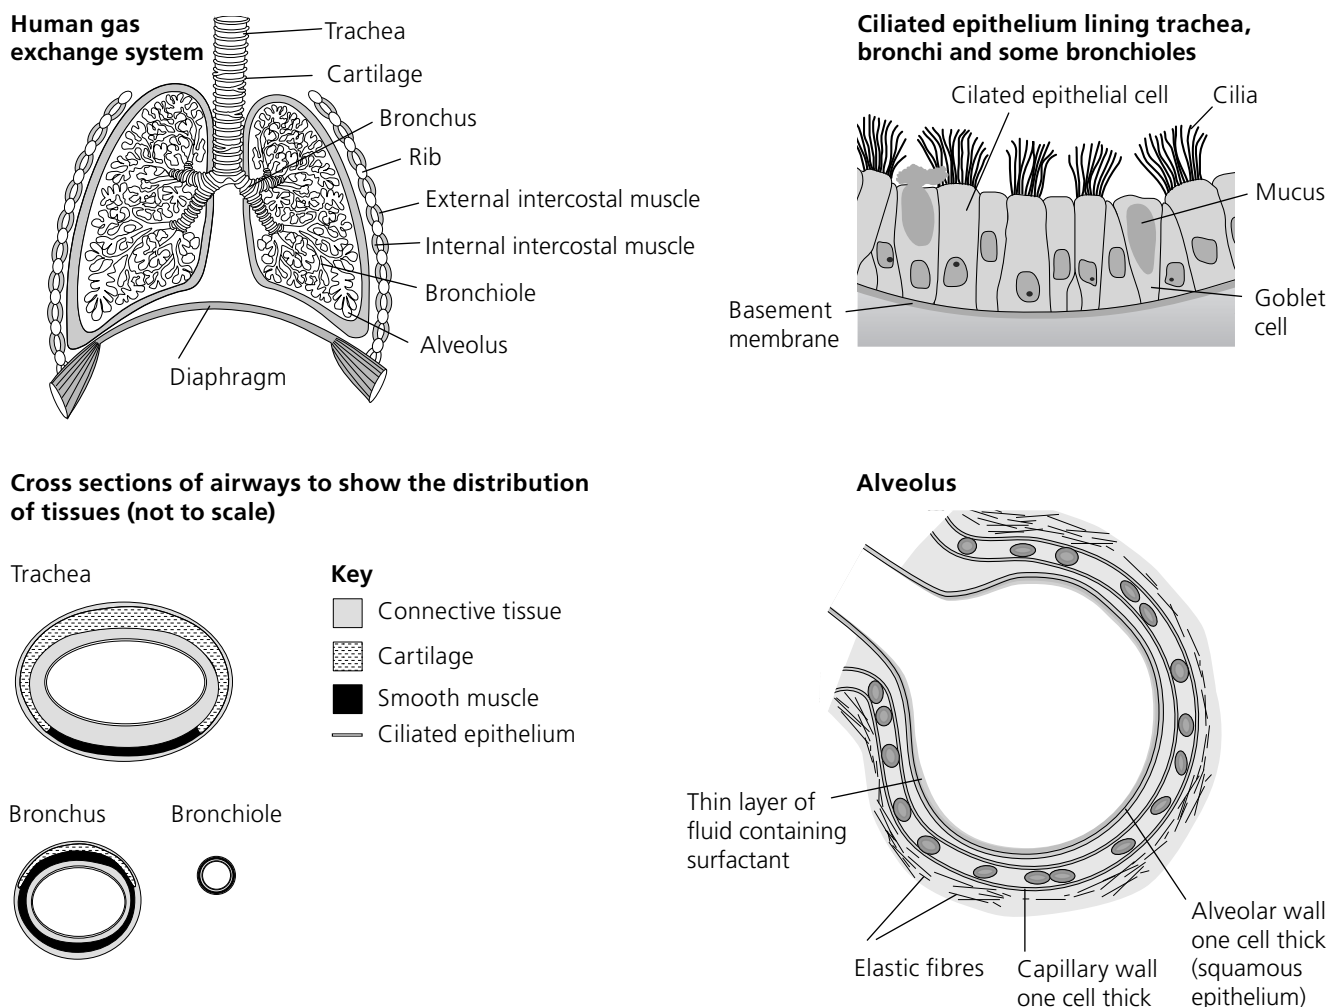 Human gas
exchange system
Trachea
Cartilage
Bronchus
Rib
External intercostal muscle
Internal intercostal muscle
Bronchiole
Alveolus
Diaphragm
Ciliated epithelium lining trachea,
bronchi and some bronchioles
Cilated epithelial cell
Cilia
Mucus
Goblet
cell
Basement
membrane
Cross sections of airways to show the distribution
of tissues (not to scale)
Trachea
Key
Connective tissue
Cartilage
Smooth muscle
Ciliated epithelium
Bronchus
Bronchiole
Alveolus
Thin layer of
fluid containing
surfactant
Elastic fibres
Capillary wall
one cell thick
Alveolar wall
one cell thick
(squamous
epithelium)